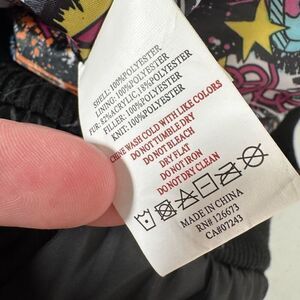 SHELL: 100%POLYESTER
LINING: 100%POLYESTER
FUR: 82%ACRYLIC,18%POLYESTER
FILLER: 100%POLYESTER
KNIT: 100%POLYESTER
CHINE WASH COLD WITH LIKE COLORS
DO NOT TUMBLE DRY
DO NOT BLEACH
DRY FLAT
DO NOT IRON
DO NOT DRY CLEAN
MADE IN CHINA
RN# 126673
CA#07243